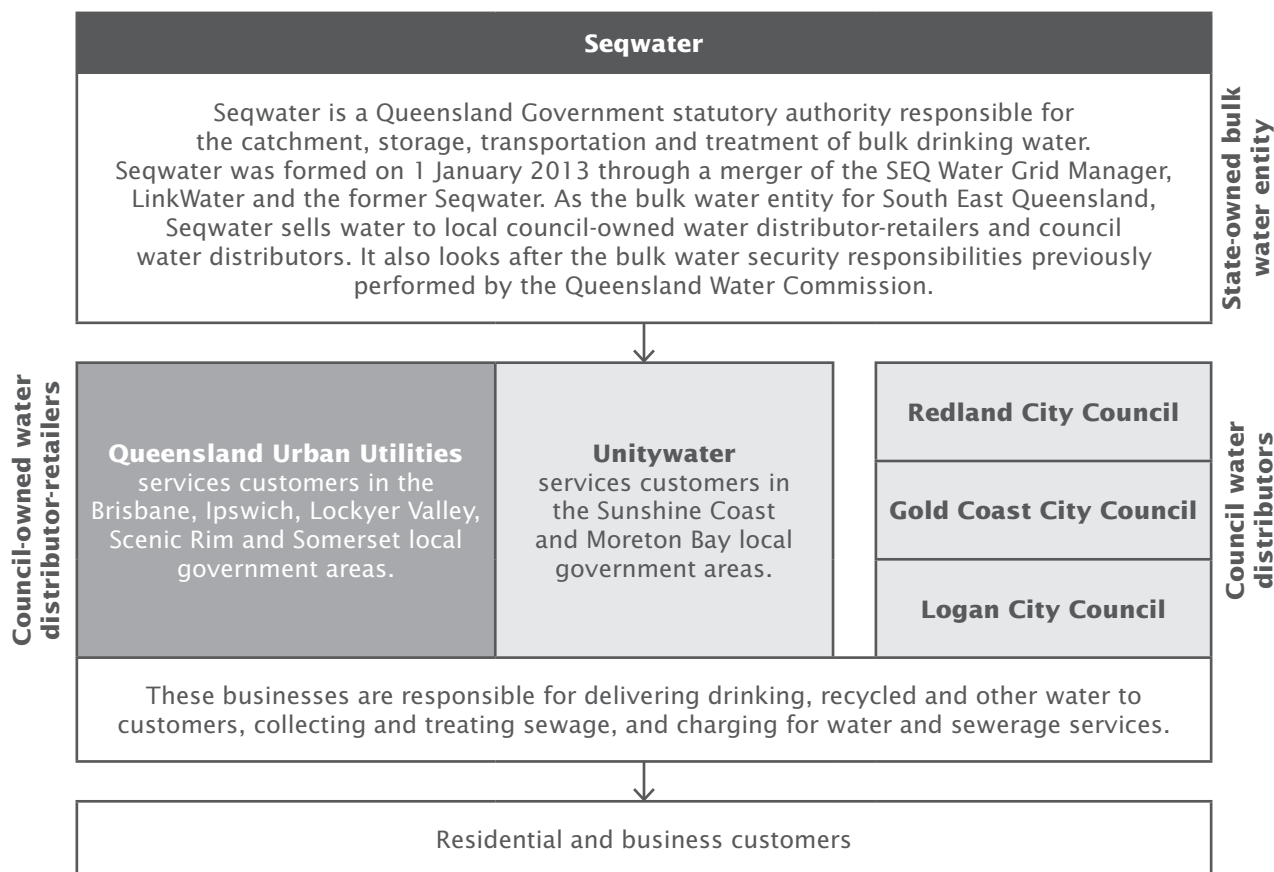 Seqwater
Seqwater is a Queensland Government statutory authority responsible for
the catchment, storage, transportation and treatment of bulk drinking water.
Seqwater was formed on 1 January 2013 through a merger of the SEQ Water Grid Manager,
LinkWater and the former Seqwater. As the bulk water entity for South East Queensland,
Seqwater sells water to local council-owned water distributor-retailers and council
water distributors. It also looks after the bulk water security responsibilities previously
performed by the Queensland Water Commission.
State-owned bulk
water entity
Council-owned water
distributor-retailers
Queensland Urban Utilities
services customers in the
Brisbane, Ipswich, Lockyer Valley,
Scenic Rim and Somerset local
government areas.
Unitywater
services customers in
the Sunshine Coast
and Moreton Bay local
government areas.
Redland City Council
Gold Coast City Council
Logan City Council
Council water
distributors
These businesses are responsible for delivering drinking, recycled and other water to
customers, collecting and treating sewage, and charging for water and sewerage services.
Residential and business customers